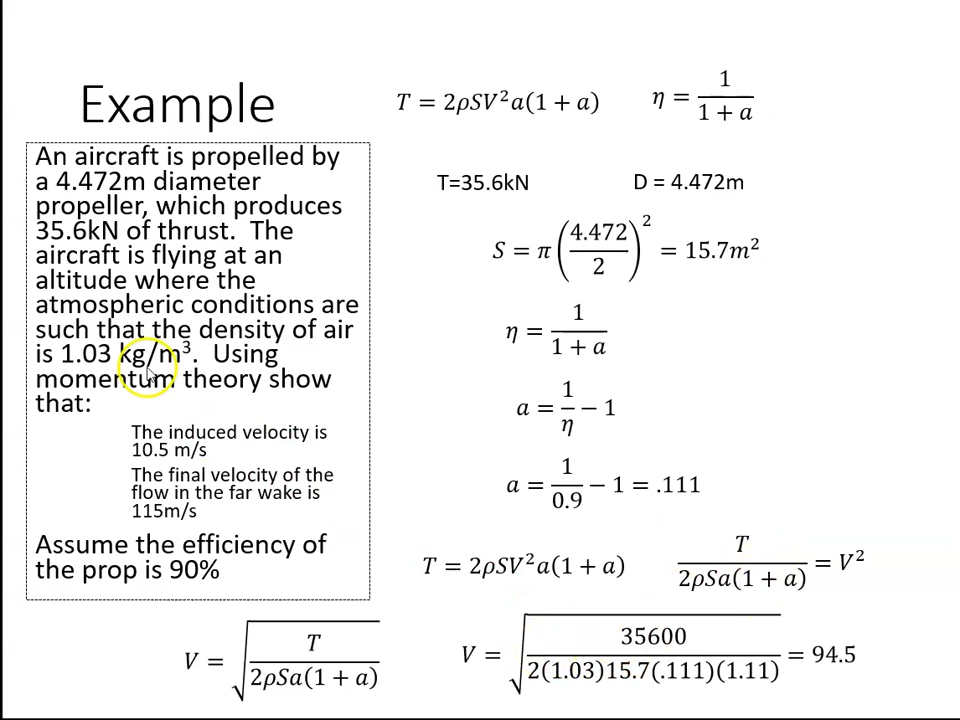 Example
T = 2ρSV²a(1 + a)
η = 1/(1 + a)
An aircraft is propelled by
a 4.472m diameter
propeller, which produces
35.6kN of thrust. The
aircraft is flying at an
altitude where the
atmospheric conditions are
such that the density of air
is 1.03 kg/m³. Using
momentum theory show
that:
The induced velocity is
10.5 m/s
The final velocity of the
flow in the far wake is
115m/s
Assume the efficiency of
the prop is 90%
T=35.6kN
D = 4.472m
S = π(4.472/2)² = 15.7m²
η = 1/(1 + a)
a = 1/η − 1
a = 1/0.9 − 1 = .111
T = 2ρSV²a(1 + a)
T/(2ρSa(1 + a)) = V²
V = √(T/(2ρSa(1 + a)))
V = √(35600/(2(1.03)15.7(.111)(1.11))) = 94.5